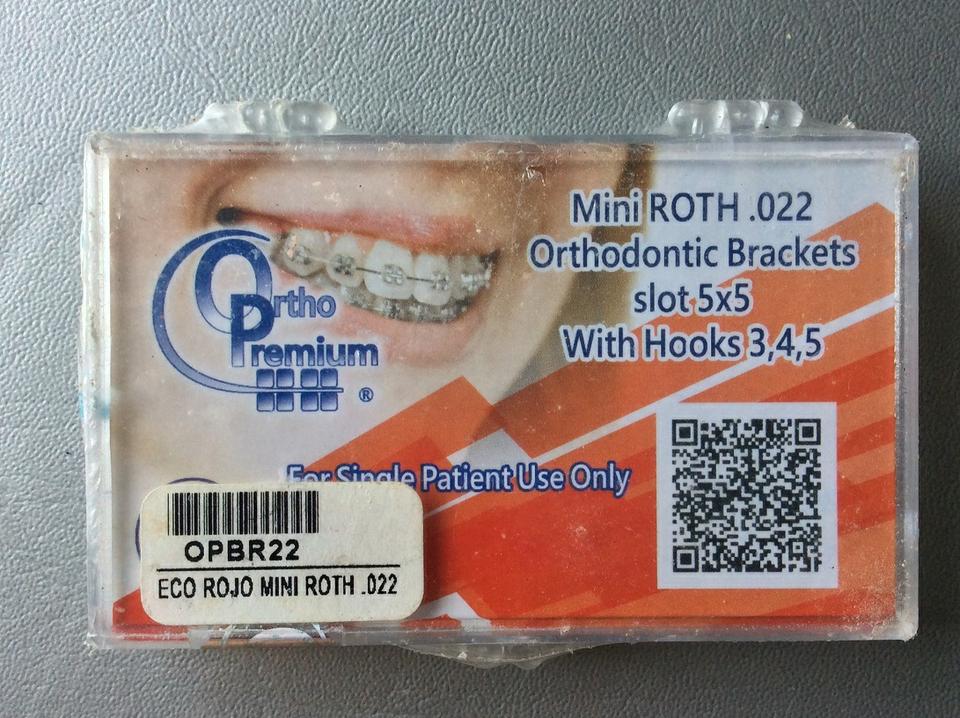 Ortho
Premium
®
Mini ROTH .022
Orthodontic Brackets
slot 5x5
With Hooks 3,4,5
For Single Patient Use Only
OPBR22
ECO ROJO MINI ROTH .022